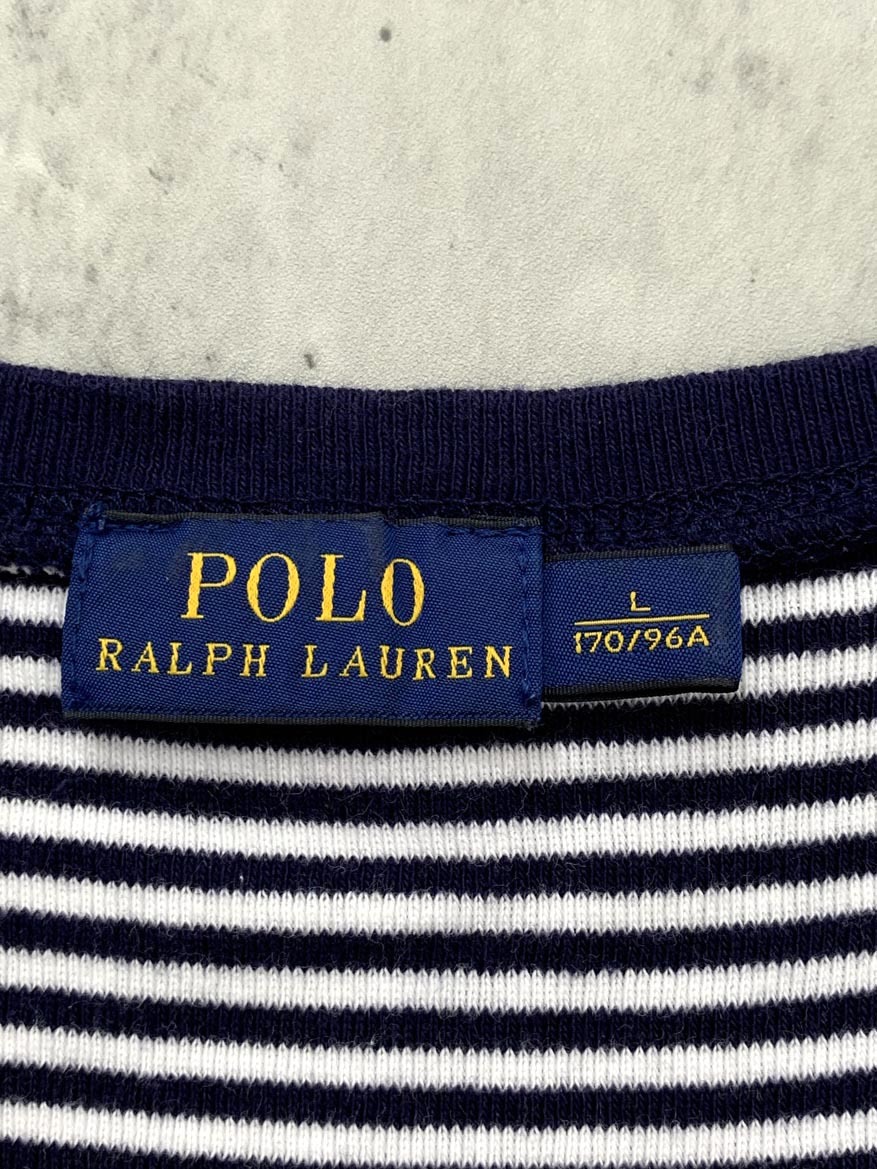 POLO
RALPH LAUREN
L
170/96A